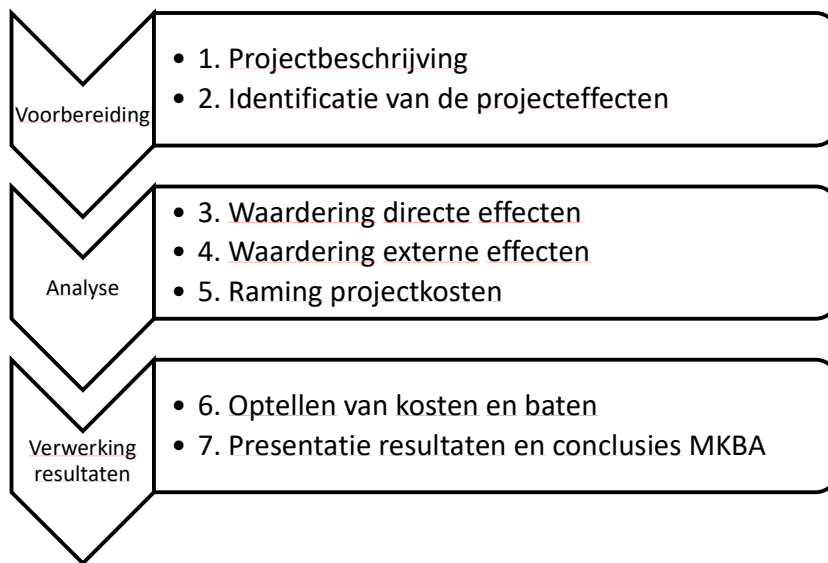 Voorbereiding
• 1. Projectbeschrijving
• 2. Identificatie van de projecteffecten
Analyse
• 3. Waardering directe effecten
• 4. Waardering externe effecten
• 5. Raming projectkosten
Verwerking
resultaten
• 6. Optellen van kosten en baten
• 7. Presentatie resultaten en conclusies MKBA